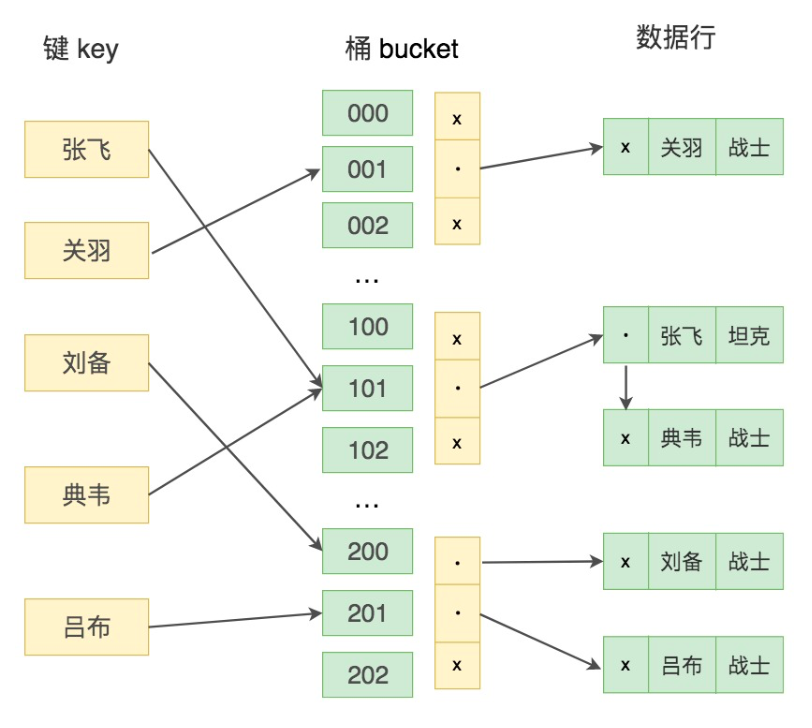 键 key
桶 bucket
数据行
张飞
关羽
刘备
典韦
吕布
000
001
002
...
100
101
102
...
200
201
202
x
·
x
x
·
x
·
·
x
x 关羽 战士
· 张飞 坦克
x 典韦 战士
x 刘备 战士
x 吕布 战士